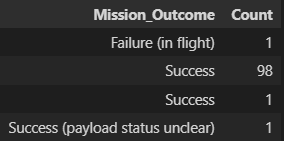 Mission_Outcome Count
Failure (in flight) 1
Success 98
Success 1
Success (payload status unclear) 1